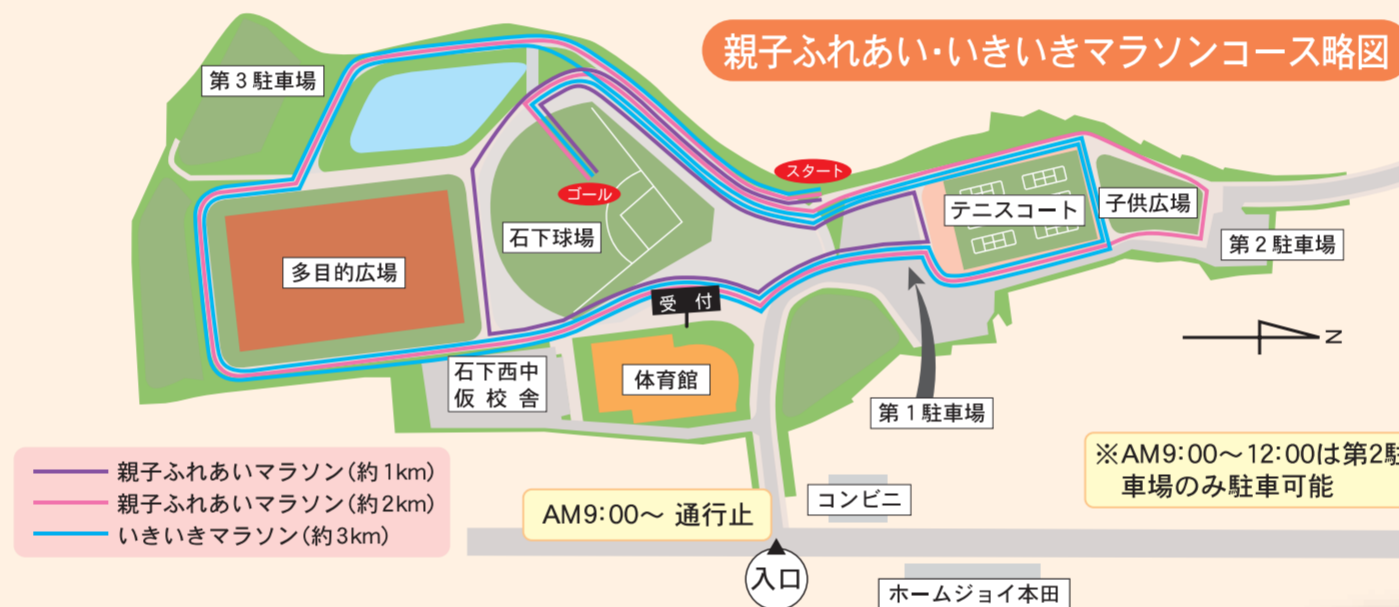 親子ふれあい・いきいきマラソンコース略図
第3駐車場
スタート
ゴール
テニスコート
子供広場
石下球場
第2駐車場
多目的広場
受 付
N
石下西中
仮 校 舎
体育館
第1駐車場
親子ふれあいマラソン(約1km)
親子ふれあいマラソン(約2km)
いきいきマラソン(約3km)
※AM9:00～12:00は第2駐
車場のみ駐車可能
コンビニ
AM9:00～ 通行止
入口
ホームジョイ本田